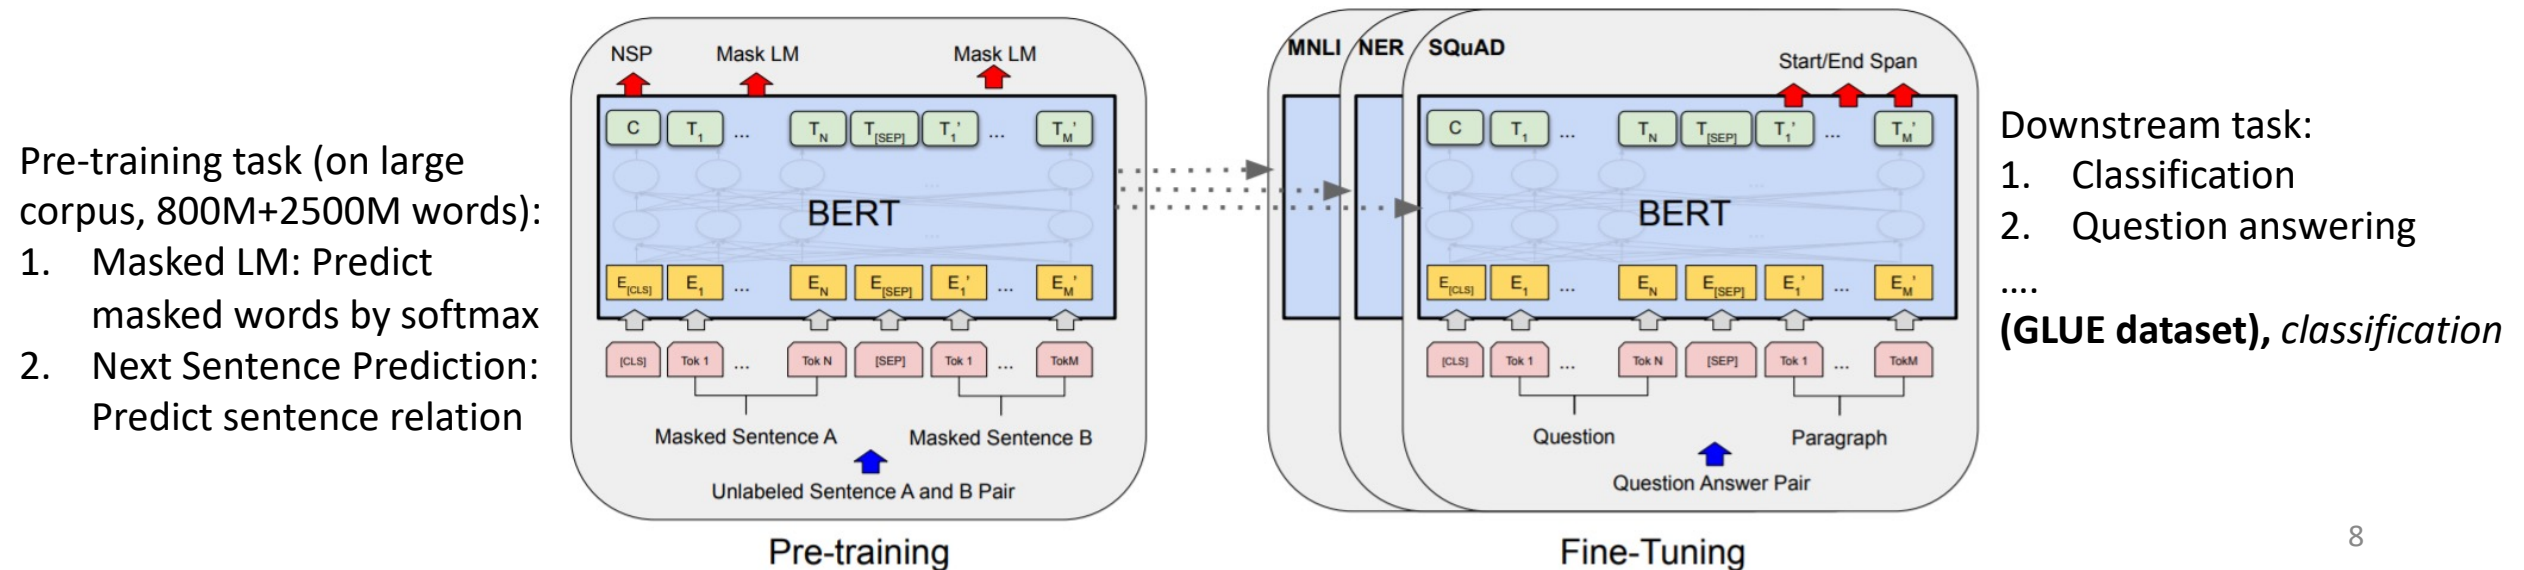 Pre-training task (on large
corpus, 800M+2500M words):
1. Masked LM: Predict
masked words by softmax
2. Next Sentence Prediction:
Predict sentence relation
NSP Mask LM Mask LM
C T1 ... TN T[SEP] T1' ... TM'
...
BERT
...
E[CLS] E1 ... EN E[SEP] E1' ... EM'
[CLS] Tok 1 ... Tok N [SEP] Tok 1 ... TokM
Masked Sentence A Masked Sentence B
Unlabeled Sentence A and B Pair
Pre-training
MNLI NER SQuAD
Start/End Span
C T1 ... TN T[SEP] T1' ... TM'
...
BERT
...
E[CLS] E1 ... EN E[SEP] E1' ... EM'
[CLS] Tok 1 ... Tok N [SEP] Tok 1 ... TokM
Question Paragraph
Question Answer Pair
Fine-Tuning
Downstream task:
1. Classification
2. Question answering
....
(GLUE dataset), classification
8